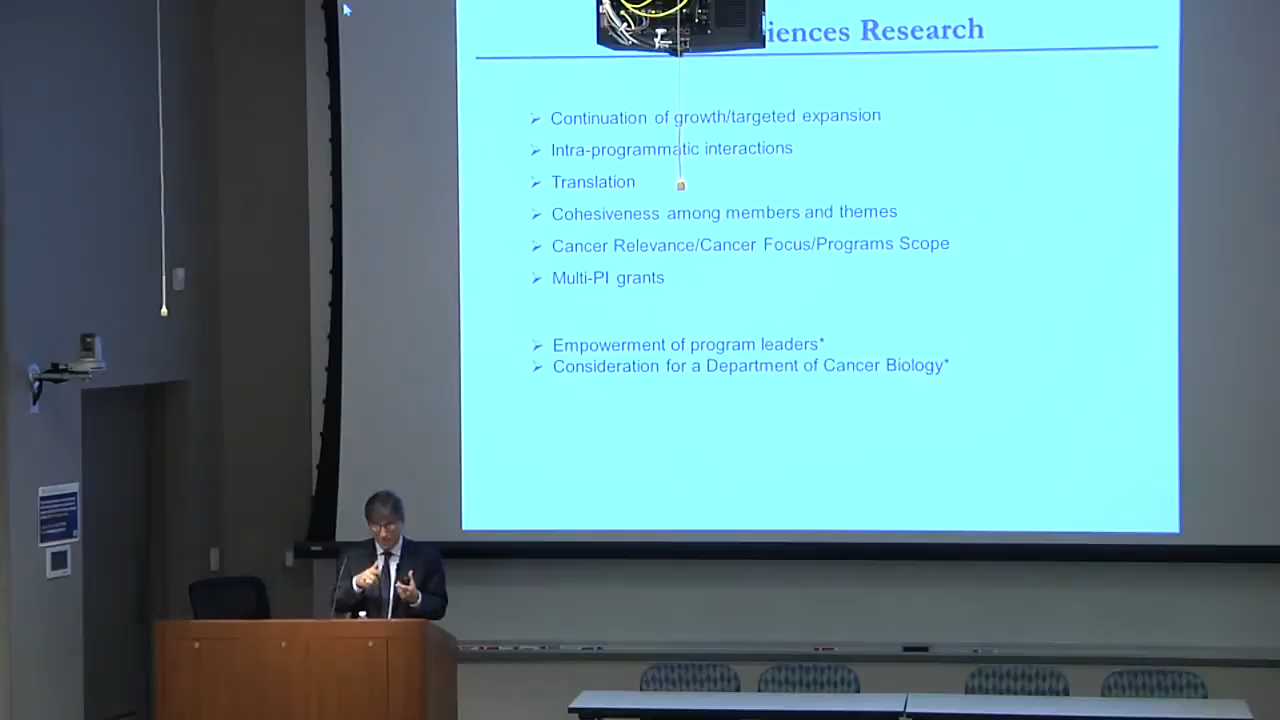 Research
Continuation of growth/targeted expansion
Intra-programmatic interactions
Translation
Cohesiveness among members and themes
Cancer Relevance/Cancer Focus/Programs Scope
Multi-PI grants
Empowerment of program leaders*
Consideration for a Department of Cancer Biology*